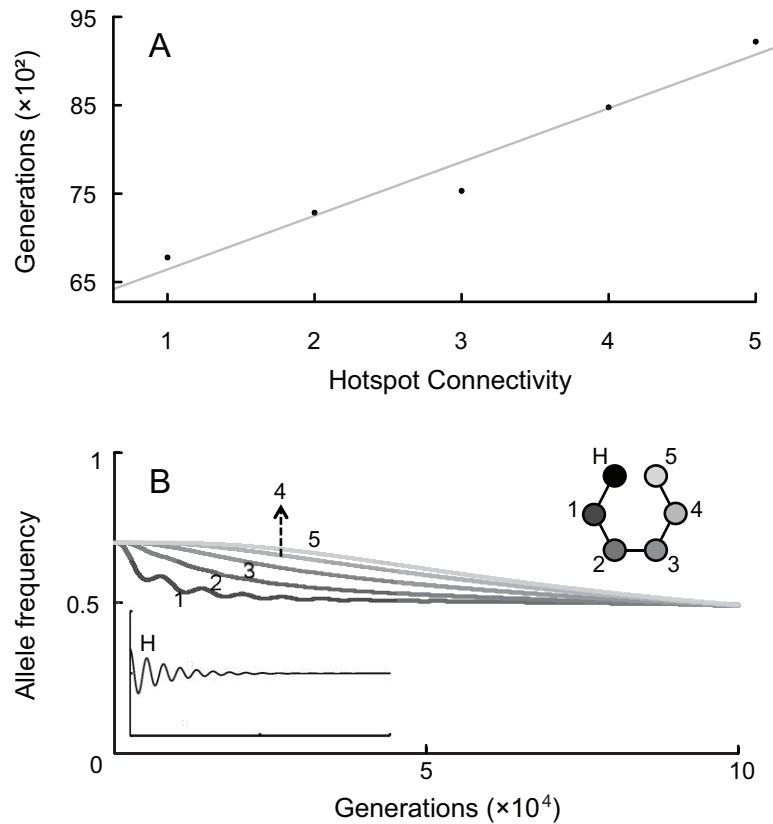 A
95
85
75
65
Generations (×10²)
1 2 3 4 5
Hotspot Connectivity
B
1
0.5
0
Allele frequency
4
5
3
2
1
H
H 5
1 4
2 3
5 10
Generations (×10⁴)